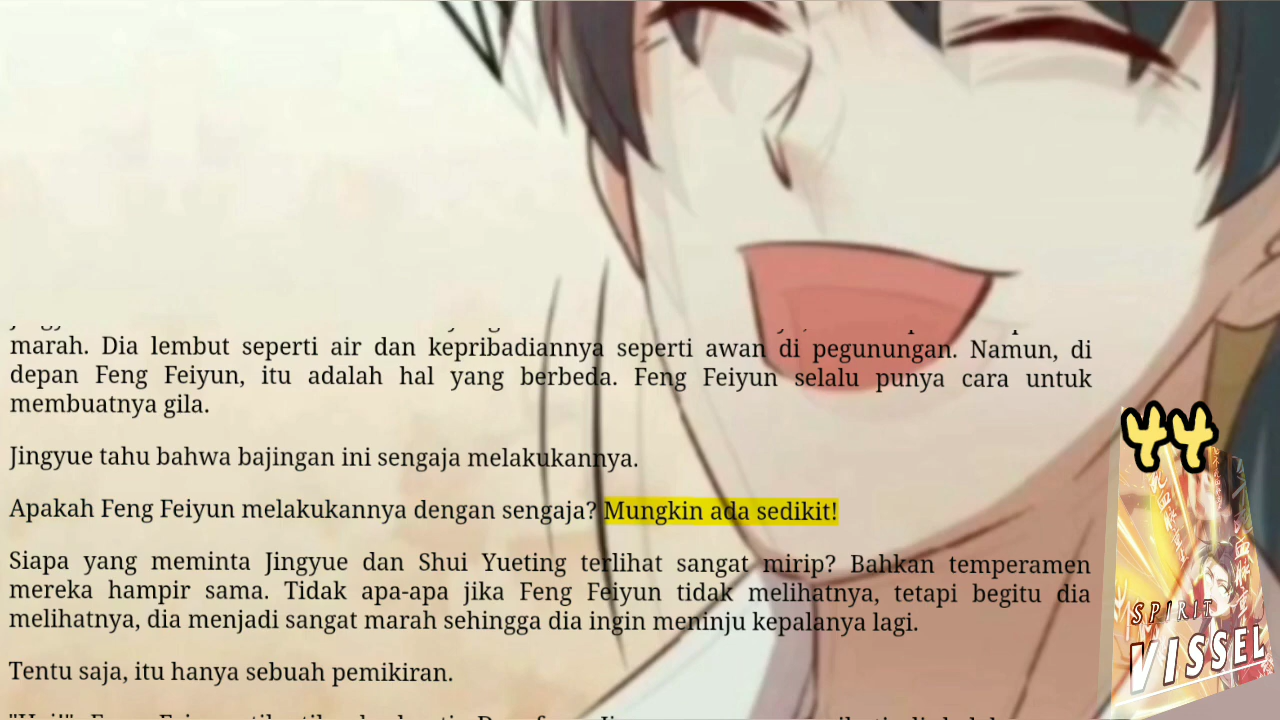 marah. Dia lembut seperti air dan kepribadiannya seperti awan di pegunungan. Namun, di
depan Feng Feiyun, itu adalah hal yang berbeda. Feng Feiyun selalu punya cara untuk
membuatnya gila.
Jingyue tahu bahwa bajingan ini sengaja melakukannya.
Apakah Feng Feiyun melakukannya dengan sengaja? Mungkin ada sedikit!
Siapa yang meminta Jingyue dan Shui Yueting terlihat sangat mirip? Bahkan temperamen
mereka hampir sama. Tidak apa-apa jika Feng Feiyun tidak melihatnya, tetapi begitu dia
melihatnya, dia menjadi sangat marah sehingga dia ingin meninju kepalanya lagi.
Tentu saja, itu hanya sebuah pemikiran.
44
SPIRIT
VISSEL